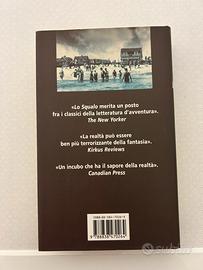 «Lo Squalo merita un posto
fra i classici della letteratura d'avventura».
The New Yorker
«La realtà può essere
ben più terrorizzante della fantasia».
Kirkus Reviews
«Un incubo che ha il sapore della realtà».
Canadian Press
Subito